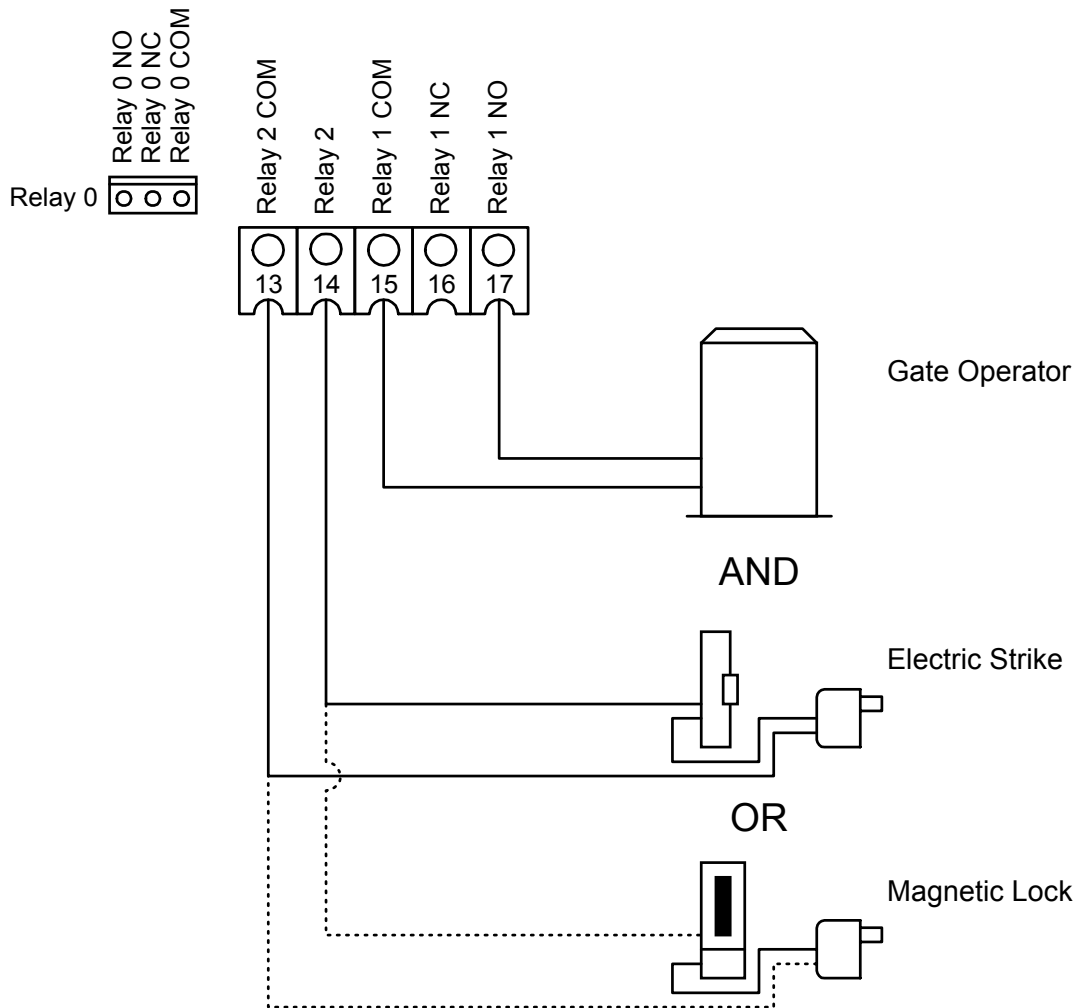 Relay 0 NO
Relay 0 NC
Relay 0 COM
Relay 0
Relay 2 COM
Relay 2
Relay 1 COM
Relay 1 NC
Relay 1 NO
13 14 15 16 17
Gate Operator
AND
Electric Strike
OR
Magnetic Lock